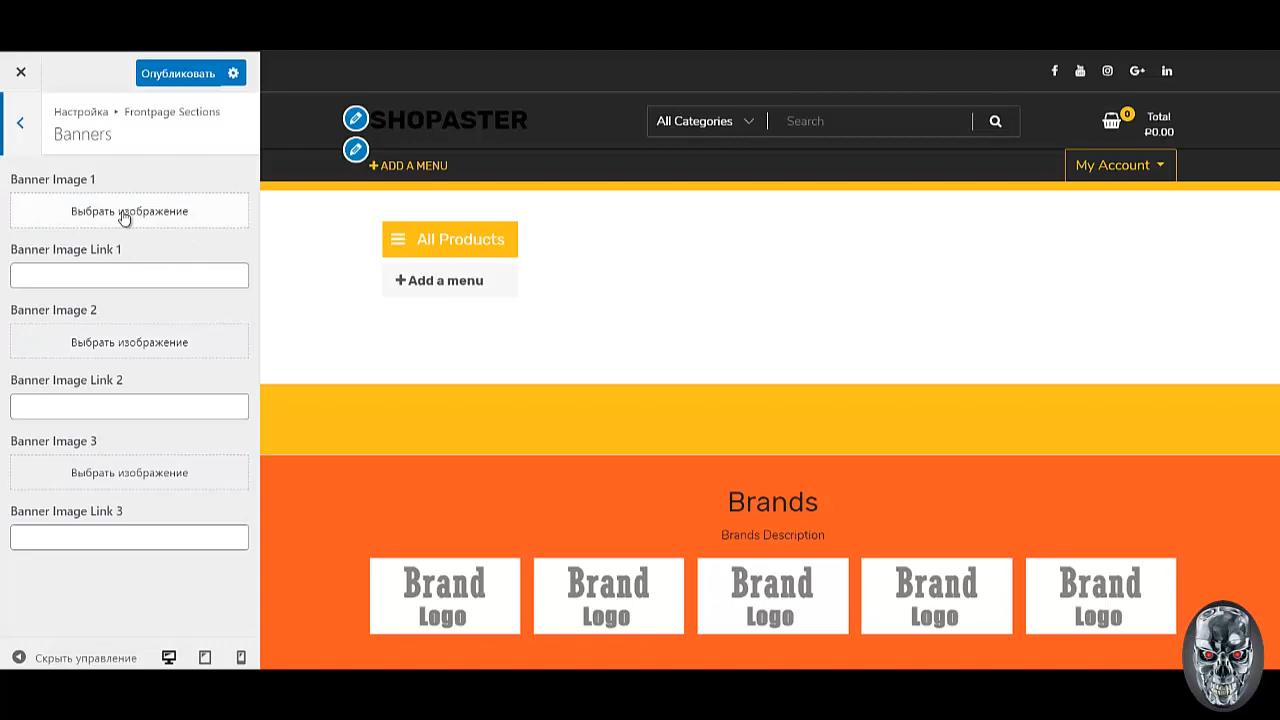 Опубликовать
Настройка ▸ Frontpage Sections
Banners
Banner Image 1
Выбрать изображение
Banner Image Link 1
Banner Image 2
Выбрать изображение
Banner Image Link 2
Banner Image 3
Выбрать изображение
Banner Image Link 3
Скрыть управление
SHOPASTER
All Categories
Search
0
Total
₽0.00
+ ADD A MENU
My Account
All Products
+Add a menu
Brands
Brands Description
Brand Logo
Brand Logo
Brand Logo
Brand Logo
Brand Logo